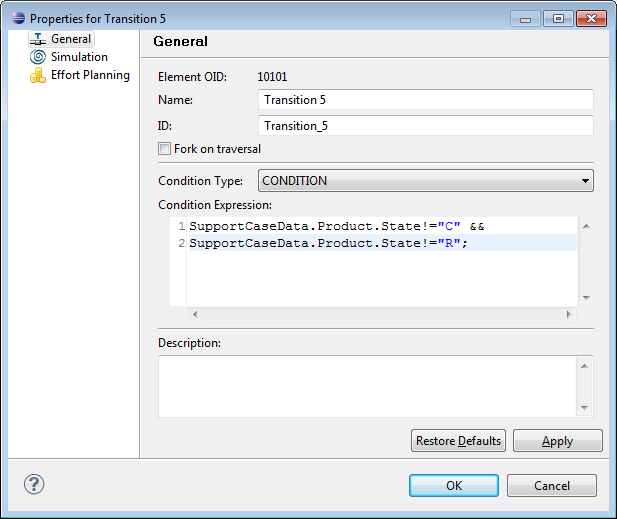 Properties for Transition 5
General
Simulation
Effort Planning
General
Element OID: 10101
Name: Transition 5
ID: Transition_5
Fork on traversal
Condition Type: CONDITION
Condition Expression:
1 SupportCaseData.Product.State!="C" &&
2 SupportCaseData.Product.State!="R";
Description:
Restore Defaults Apply
? OK Cancel